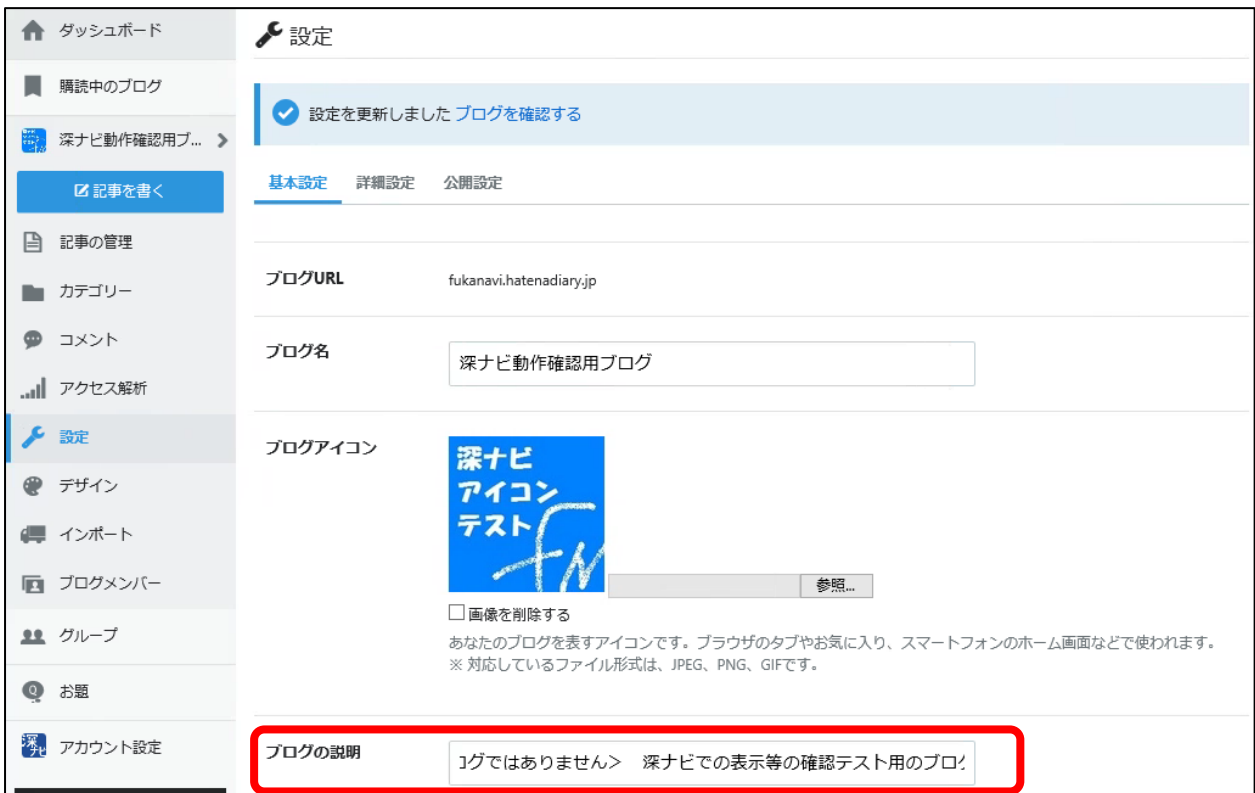 ダッシュボード
購読中のブログ
深ナビ動作確認用ブ...
記事を書く
記事の管理
カテゴリー
コメント
アクセス解析
設定
デザイン
インポート
ブログメンバー
グループ
お題
アカウント設定
設定
設定を更新しました ブログを確認する
基本設定 詳細設定 公開設定
ブログURL fukanavi.hatenadiary.jp
ブログ名 深ナビ動作確認用ブログ
ブログアイコン
深ナビ
アイコン
テスト
fN
参照...
画像を削除する
あなたのブログを表すアイコンです。ブラウザのタブやお気に入り、スマートフォンのホーム画面などで使われます。
※ 対応しているファイル形式は、JPEG、PNG、GIFです。
ブログの説明 グではありません> 深ナビでの表示等の確認テスト用のブロ